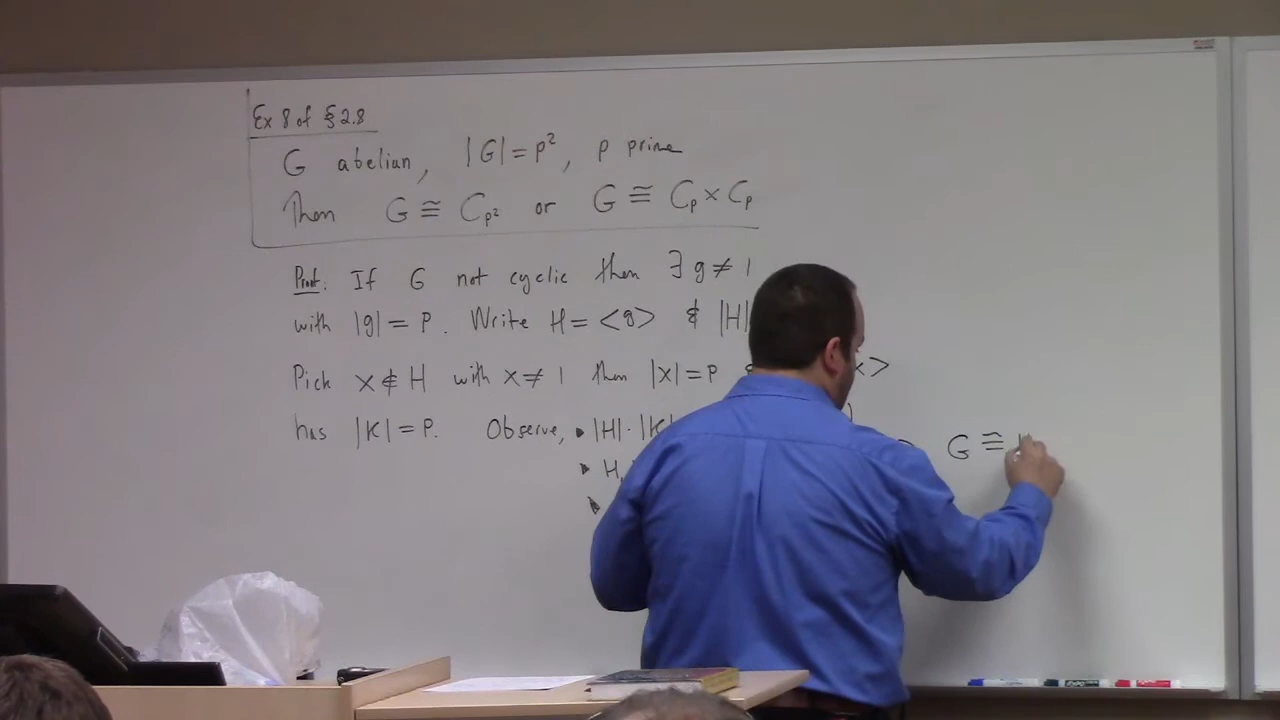 Ex 8 of §2.8
G abelian, |G| = p², p prime
Then G ≅ C_{p²} or G ≅ C_p × C_p
Proof: If G not cyclic then ∃ g ≠ 1
with |g| = p. Write H = <g> & |H|
Pick x ∉ H with x ≠ 1 then |x| = p x>
has |K| = p. Observe, • |H|·|K|
H,
G ≅